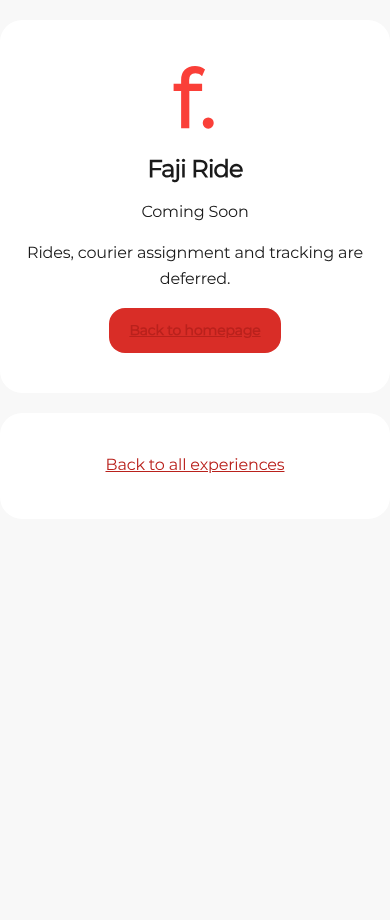 f.
Faji Ride
Coming Soon
Rides, courier assignment and tracking are
deferred.
Back to homepage
Back to all experiences